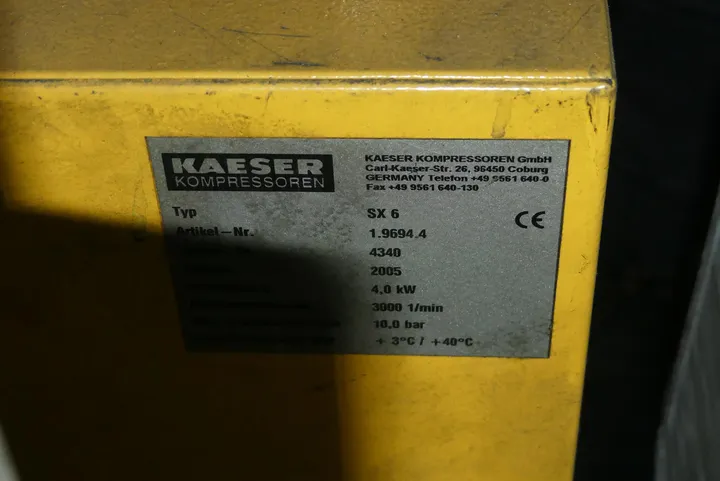 KAESER
KOMPRESSOREN
KAESER KOMPRESSOREN GmbH
Carl-Kaeser-Str. 26, 96450 Coburg
GERMANY Telefon +49 9561 640-0
Fax +49 9561 640-130
Typ SX 6
CE
Artikel-Nr. 1.9694.4
4340
2005
4,0 kW
3000 1/min
10,0 bar
+ 3°C / +40°C